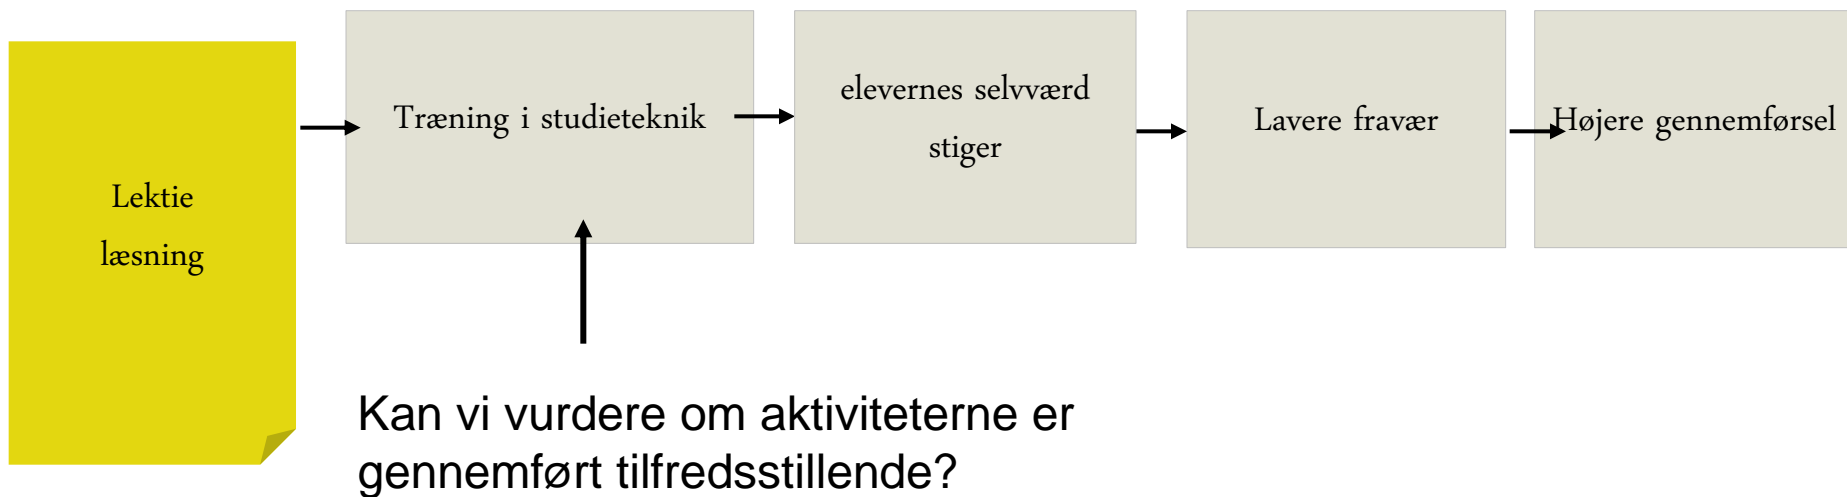 Lektie
læsning
Træning i studieteknik
elevernes selvværd
stiger
Lavere fravær
Højere gennemførsel
Kan vi vurdere om aktiviteterne er
gennemført tilfredsstillende?